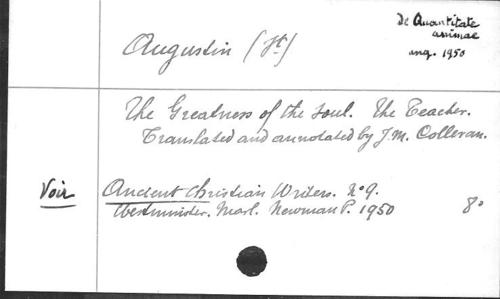 De Quantitate
animae
ang. 1950
Augustin (St)
The Greatness of the soul. The Teacher.
Translated and annotated by J.M. Colleran.
Voir Ancient Christian Writers. N° 9.
Westminster. Marl. Newman P. 1950 8°